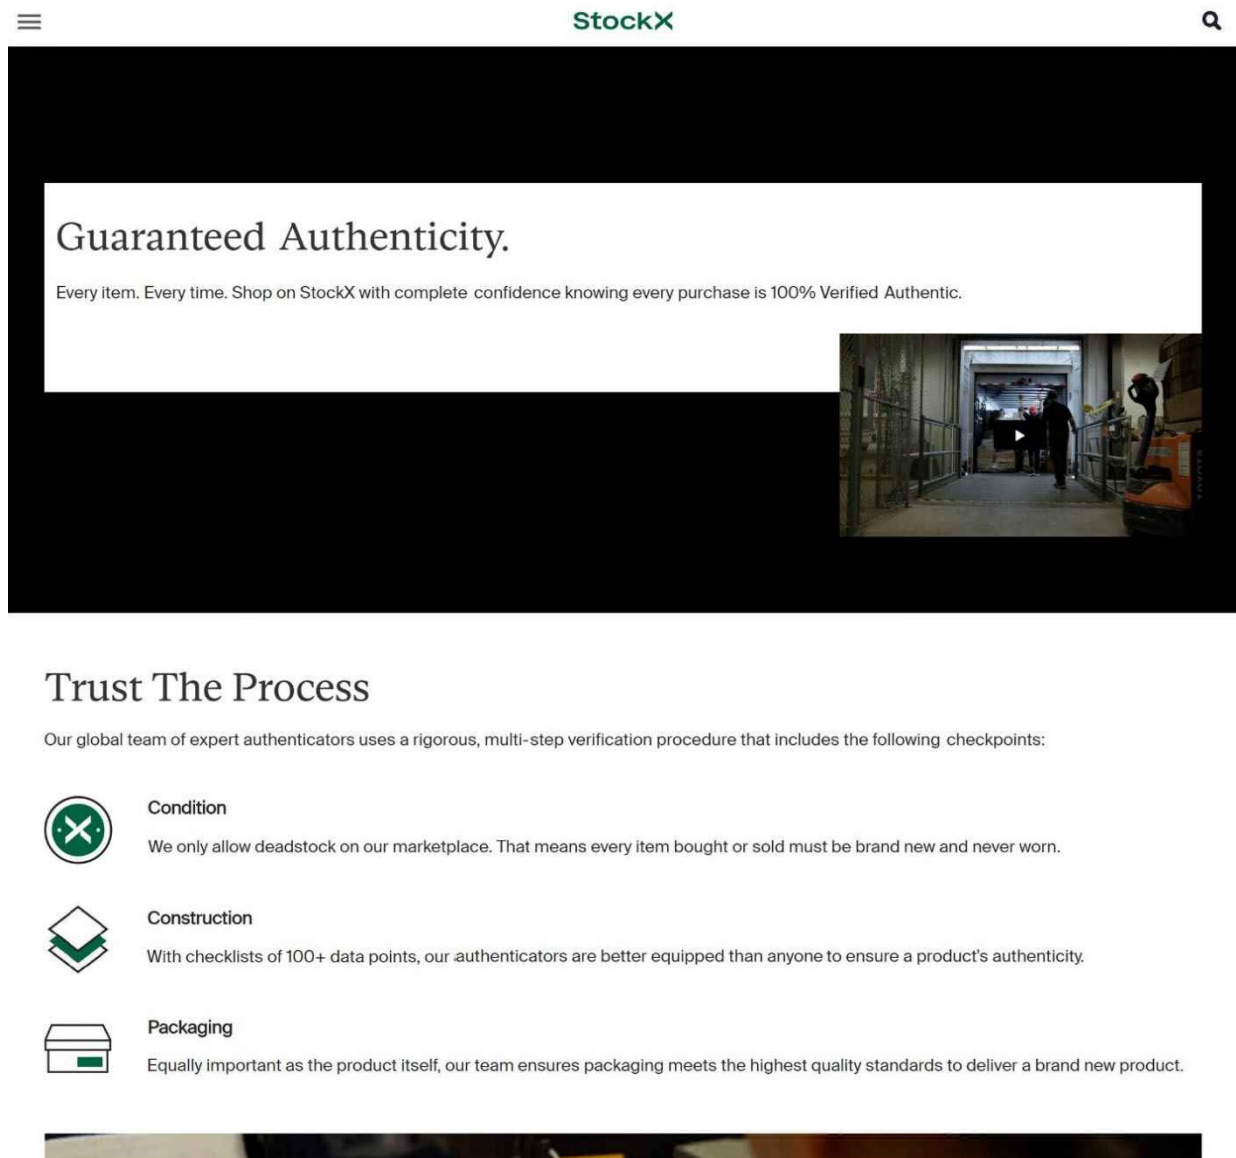 StockX
Guaranteed Authenticity.
Every item. Every time. Shop on StockX with complete confidence knowing every purchase is 100% Verified Authentic.
TOYOTA
Trust The Process
Our global team of expert authenticators uses a rigorous, multi-step verification procedure that includes the following checkpoints:
Condition
We only allow deadstock on our marketplace. That means every item bought or sold must be brand new and never worn.
Construction
With checklists of 100+ data points, our authenticators are better equipped than anyone to ensure a product's authenticity.
Packaging
Equally important as the product itself, our team ensures packaging meets the highest quality standards to deliver a brand new product.